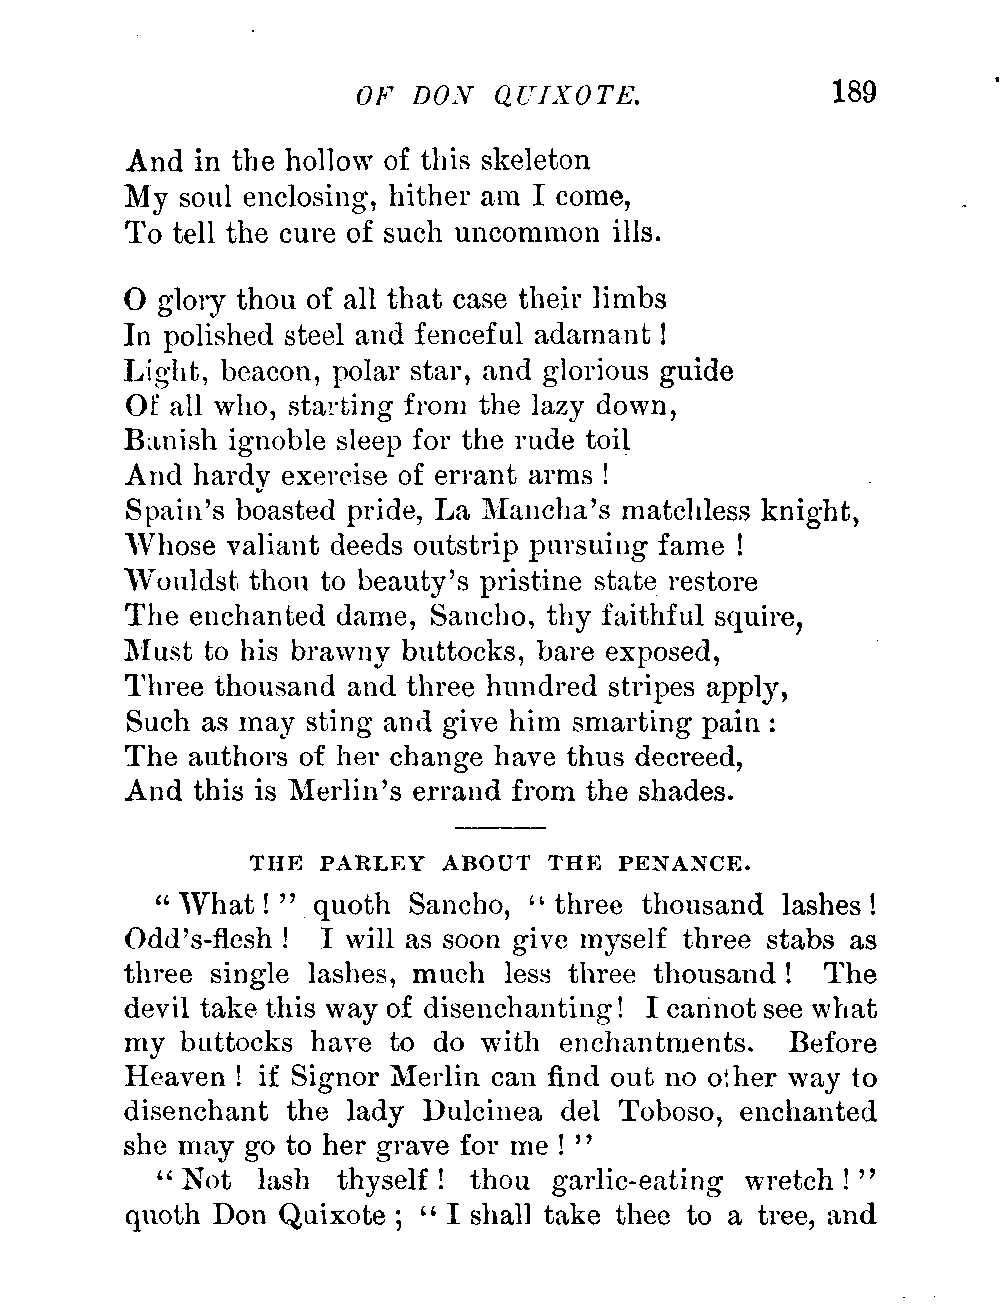 OF DON QUIXOTE. 189
And in the hollow of this skeleton
My soul enclosing, hither am I come,
To tell the cure of such uncommon ills.
O glory thou of all that case their limbs
In polished steel and fenceful adamant!
Light, beacon, polar star, and glorious guide
Of all who, starting from the lazy down,
Banish ignoble sleep for the rude toil
And hardy exercise of errant arms!
Spain's boasted pride, La Mancha's matchless knight,
Whose valiant deeds outstrip pursuing fame!
Wouldst thou to beauty's pristine state restore
The enchanted dame, Sancho, thy faithful squire,
Must to his brawny buttocks, bare exposed,
Three thousand and three hundred stripes apply,
Such as may sting and give him smarting pain:
The authors of her change have thus decreed,
And this is Merlin's errand from the shades.
THE PARLEY ABOUT THE PENANCE.
"What!" quoth Sancho, "three thousand lashes!
Odd's-flesh! I will as soon give myself three stabs as
three single lashes, much less three thousand! The
devil take this way of disenchanting! I cannot see what
my buttocks have to do with enchantments. Before
Heaven! if Signor Merlin can find out no other way to
disenchant the lady Dulcinea del Toboso, enchanted
she may go to her grave for me!"
"Not lash thyself! thou garlic-eating wretch!"
quoth Don Quixote; "I shall take thee to a tree, and